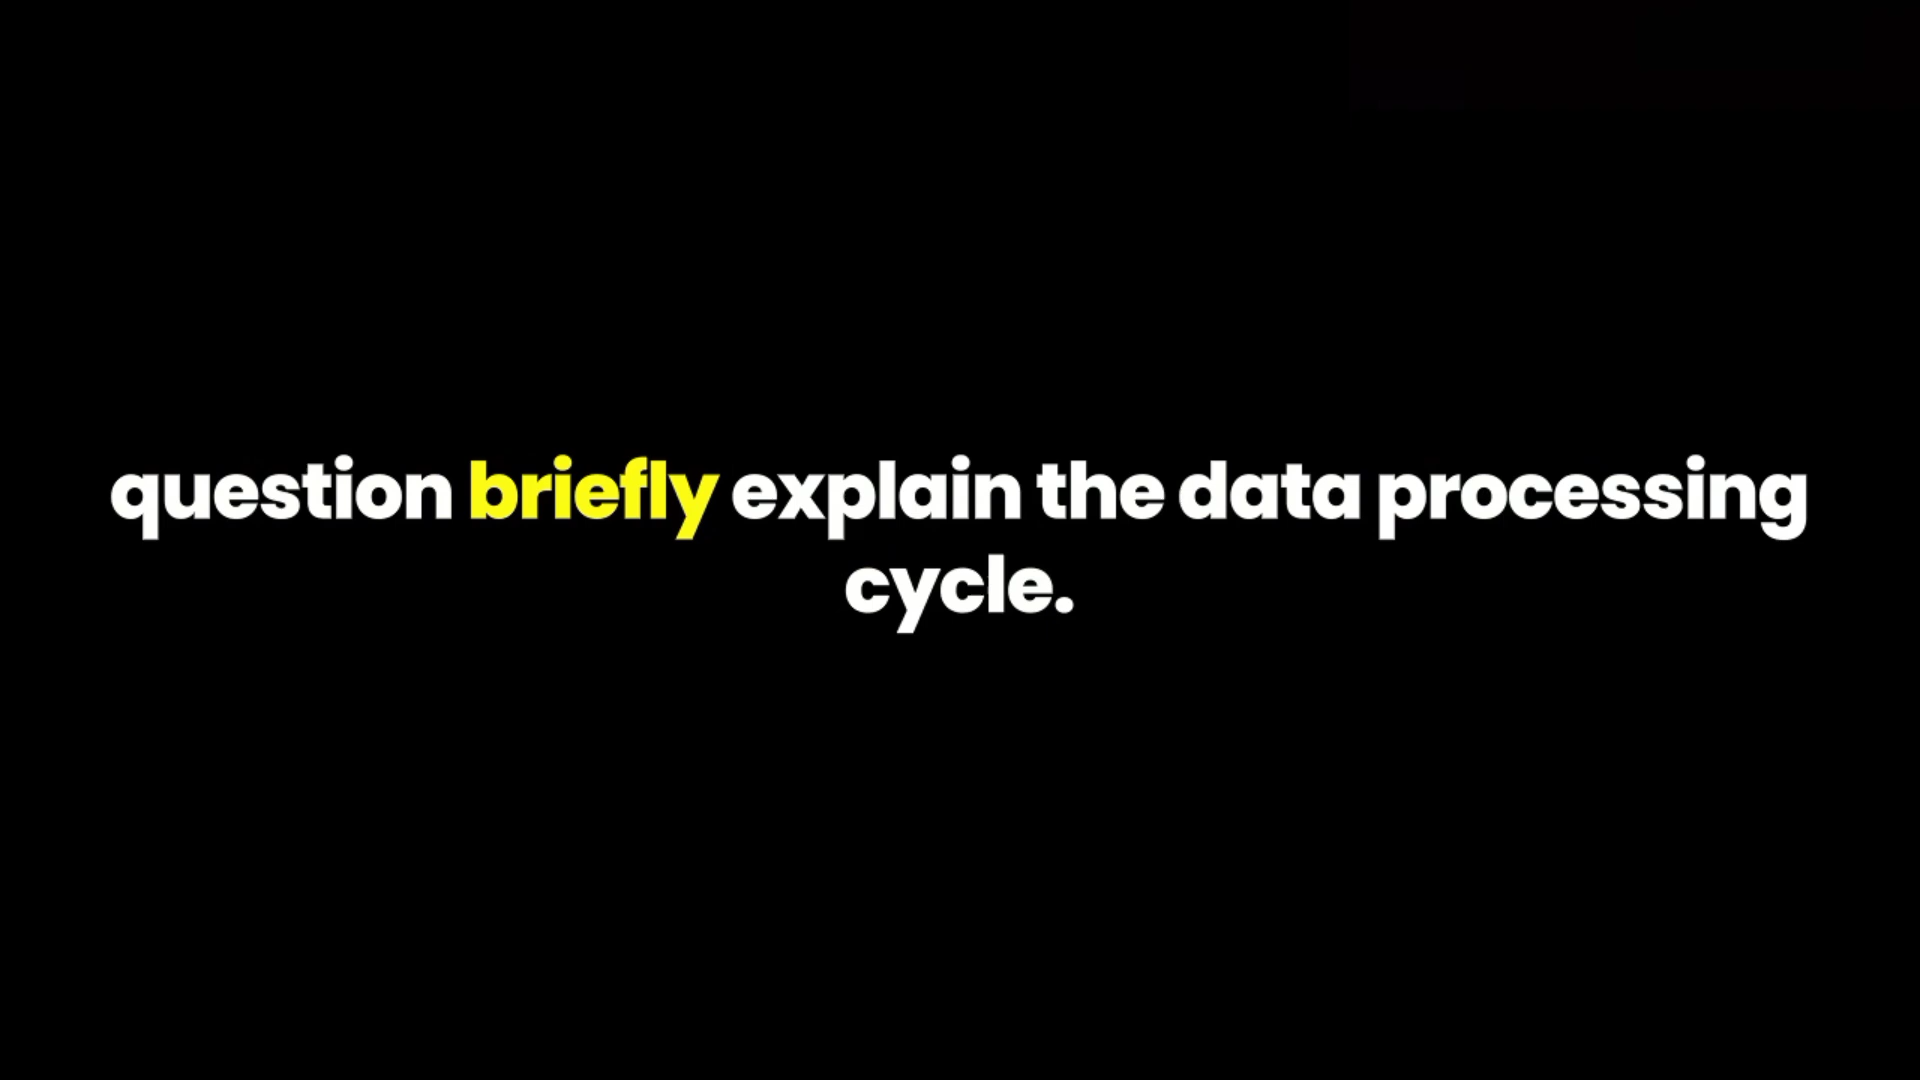 question briefly explain the data processing
cycle.